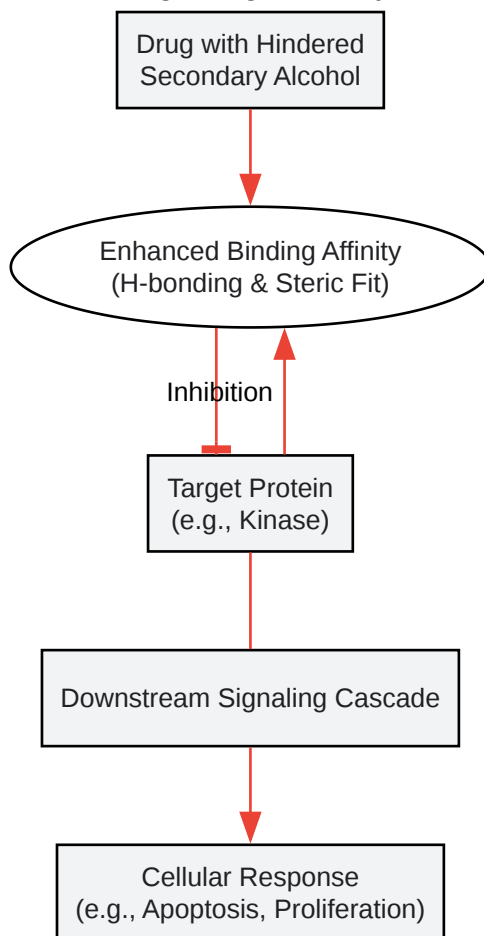 Drug with Hindered
Secondary Alcohol
Enhanced Binding Affinity
(H-bonding & Steric Fit)
Inhibition
Target Protein
(e.g., Kinase)
Downstream Signaling Cascade
Cellular Response
(e.g., Apoptosis, Proliferation)